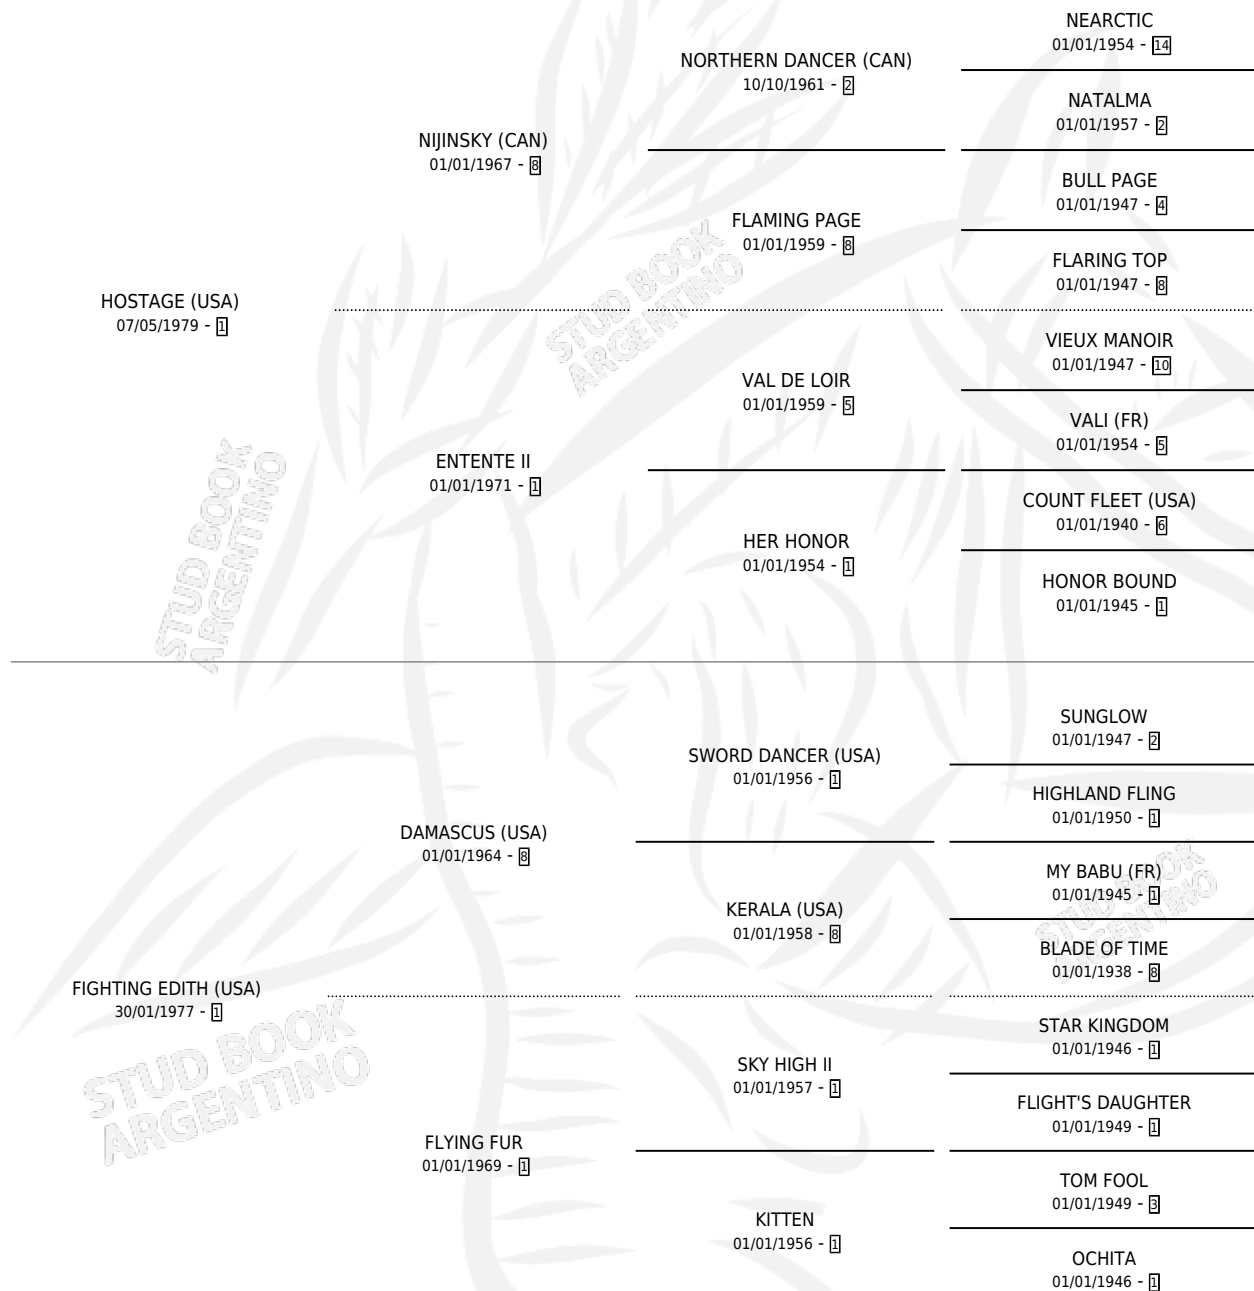 NEARCTIC
01/01/1954 - 14
NORTHERN DANCER (CAN)
10/10/1961 - 2
NATALMA
01/01/1957 - 2
NIJINSKY (CAN)
01/01/1967 - 8
BULL PAGE
01/01/1947 - 4
FLAMING PAGE
01/01/1959 - 8
FLARING TOP
01/01/1947 - 8
HOSTAGE (USA)
07/05/1979 - 1
STUD BOOK
ARGENTINO
VIEUX MANOIR
01/01/1947 - 10
VAL DE LOIR
01/01/1959 - 5
VALI (FR)
01/01/1954 - 5
ENTENTE II
01/01/1971 - 1
COUNT FLEET (USA)
01/01/1940 - 6
HER HONOR
01/01/1954 - 1
HONOR BOUND
01/01/1945 - 1
STUD BOOK
ARGENTINO
SUNGLOW
01/01/1947 - 2
SWORD DANCER (USA)
01/01/1956 - 1
HIGHLAND FLING
01/01/1950 - 1
DAMASCUS (USA)
01/01/1964 - 8
MY BABU (FR)
01/01/1945 - 1
KERALA (USA)
01/01/1958 - 8
STUD BOOK
ARGENTINO
BLADE OF TIME
01/01/1938 - 8
FIGHTING EDITH (USA)
30/01/1977 - 1
STUD BOOK
ARGENTINO
STAR KINGDOM
01/01/1946 - 1
SKY HIGH II
01/01/1957 - 1
FLIGHT'S DAUGHTER
01/01/1949 - 1
FLYING FUR
01/01/1969 - 1
TOM FOOL
01/01/1949 - 3
KITTEN
01/01/1956 - 1
OCHITA
01/01/1946 - 1